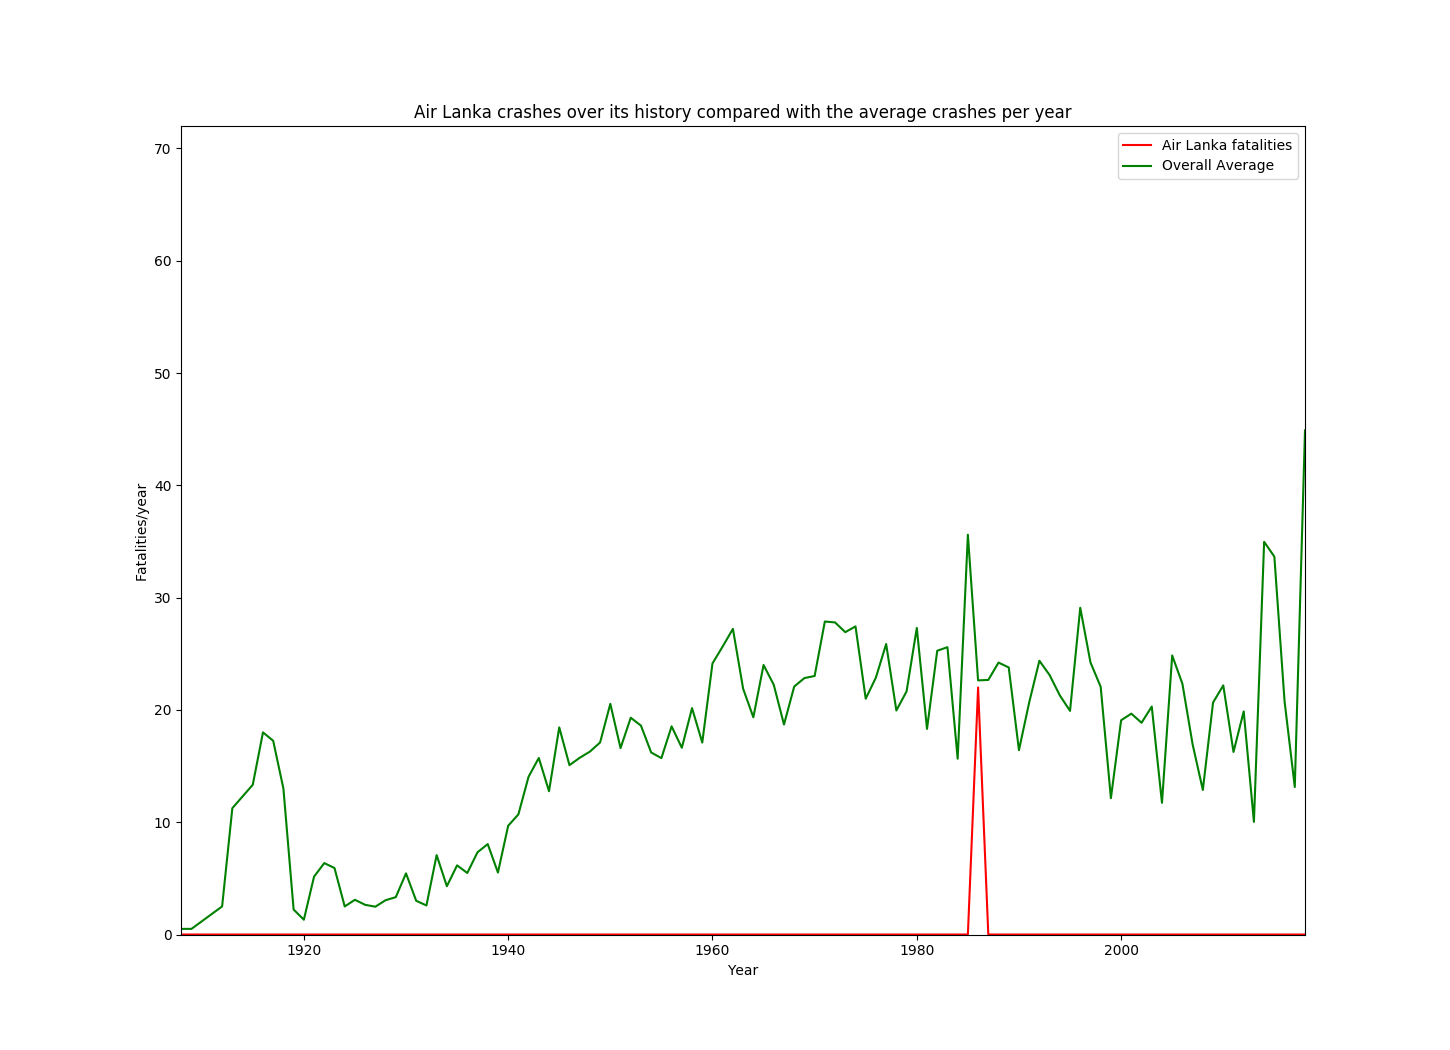 Air Lanka crashes over its history compared with the average crashes per year
Air Lanka fatalities
Overall Average
70
60
50
40
30
20
10
0
Fatalities/year
1920 1940 1960 1980 2000
Year